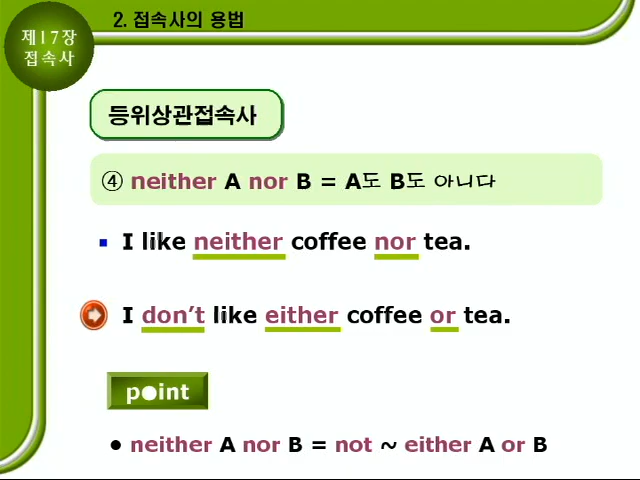 2. 접속사의 용법
제17장
접속사
등위상관접속사
④ neither A nor B = A도 B도 아니다
▪ I like neither coffee nor tea.
I don't like either coffee or tea.
point
• neither A nor B = not ~ either A or B